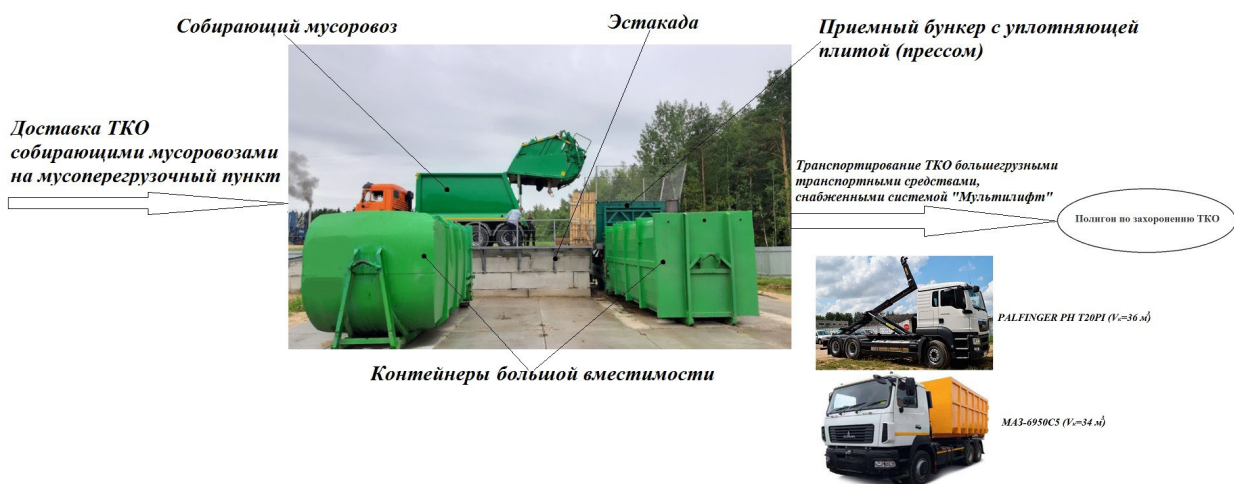 Собирающий мусоровоз
Эстакада
Приемный бункер с уплотняющей
плитой (прессом)
Доставка ТКО
собирающими мусоровозами
на мусороперегрузочный пункт
Транспортирование ТКО большегрузными
транспортными средствами,
снабженными системой "Мультилифт"
Полигон по захоронению ТКО
PALFINGER PH T20PI (Vк=36 м³)
Контейнеры большой вместимости
МАЗ-6950С5 (Vк=34 м³)